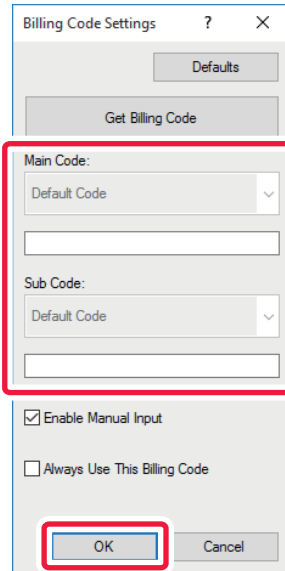 Billing Code Settings ? ×
Defaults
Get Billing Code
Main Code:
Default Code
Sub Code:
Default Code
Enable Manual Input
Always Use This Billing Code
OK Cancel